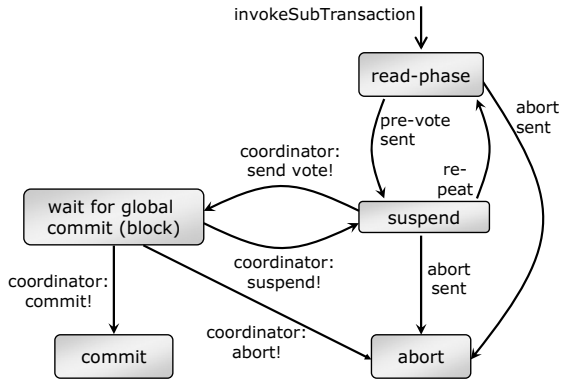 invokeSubTransaction
read-phase
abort
sent
pre-vote
sent
coordinator:
send vote!
re-
peat
wait for global
commit (block)
suspend
coordinator:
suspend!
abort
sent
coordinator:
commit!
coordinator:
abort!
commit
abort